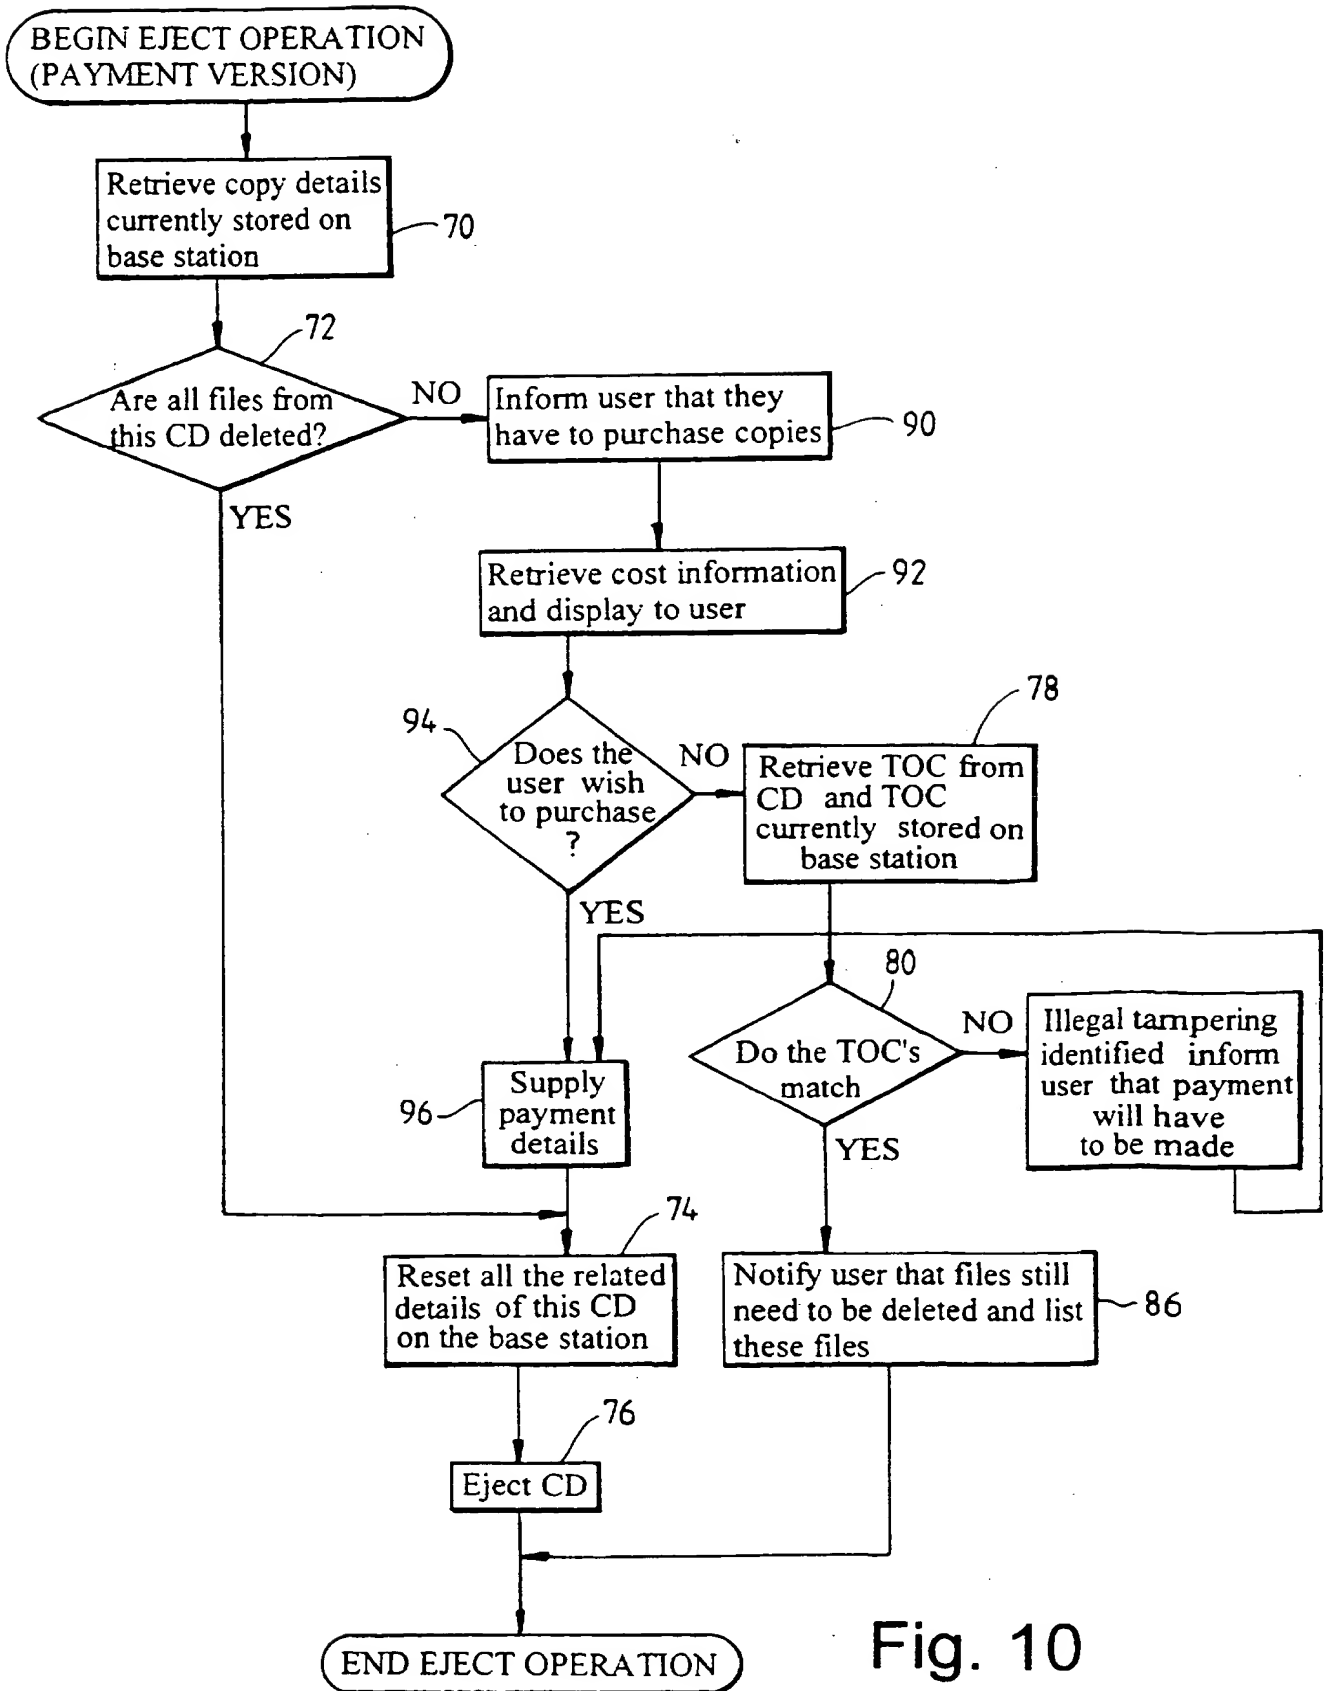 BEGIN EJECT OPERATION
(PAYMENT VERSION)
Retrieve copy details
currently stored on
base station
70
72
Are all files from
this CD deleted?
NO
YES
Inform user that they
have to purchase copies
90
Retrieve cost information
and display to user
92
94
Does the
user wish
to purchase
?
NO
YES
78
Retrieve TOC from
CD and TOC
currently stored on
base station
80
Do the TOC's
match
NO
YES
Illegal tampering
identified inform
user that payment
will have
to be made
96
Supply
payment
details
74
Reset all the related
details of this CD
on the base station
Notify user that files still
need to be deleted and list
these files
86
76
Eject CD
END EJECT OPERATION
Fig. 10